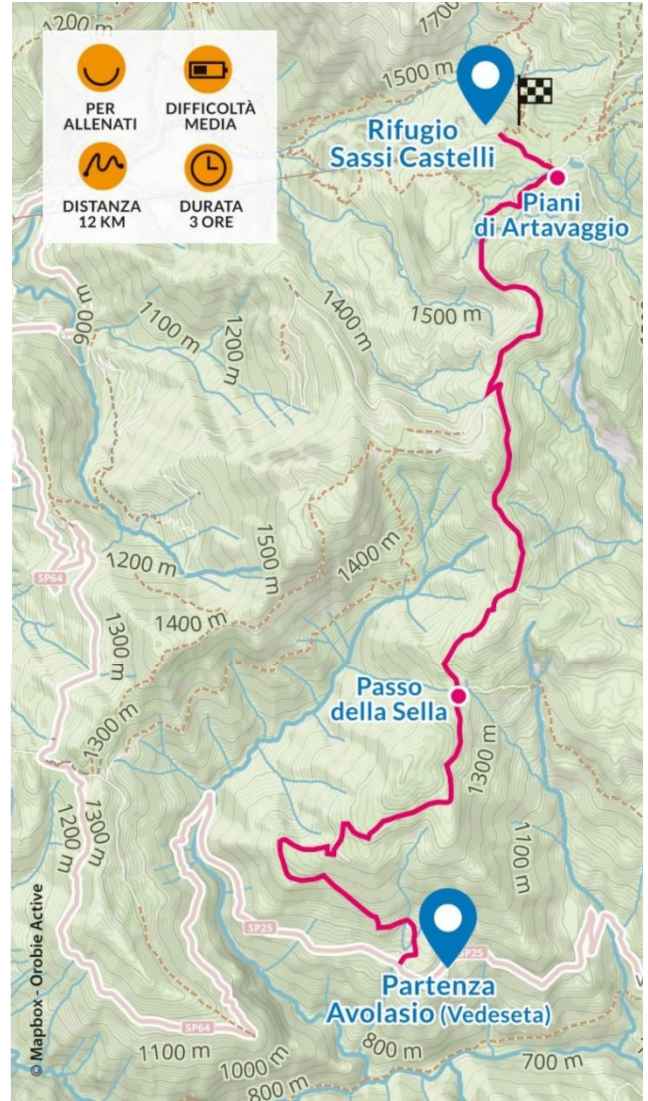 PER
ALLENATI
DIFFICOLTÀ
MEDIA
DISTANZA
12 KM
DURATA
3 ORE
1200 m
1700
1500 m
Rifugio
Sassi Castelli
Piani
di Artavaggio
900 m
1100 m
1200 m
1400 m
1500 m
1200 m
SP64
1500 m
1400 m
1400 m
1300 m
Passo
della Sella
1300 m
1300 m
1300 m
1200 m
1100 m
SP25
SP25
Partenza
Avolasio (Vedeseta)
SP64
1100 m
1000 m
800 m
800 m
700 m
© Mapbox - Orobie Active